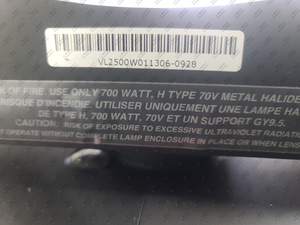 VL2500W011306-0928
K OF FIRE. USE ONLY 700 WATT, H TYPE 70V METAL HALIDE
RISQUE D'INCENDIE: UTILISER UNIQUEMENT UNE LAMPE HA
DE TYPE H, 700 WATT, 70V ET UN SUPPORT GY9.5.
CAUTION: RISK OF EXPOSURE TO EXCESSIVE ULTRAVIOLET RADIATI
T OPERATE WITHOUT COMPLETE LAMP ENCLOSURE IN PLACE OR WHEN LENS